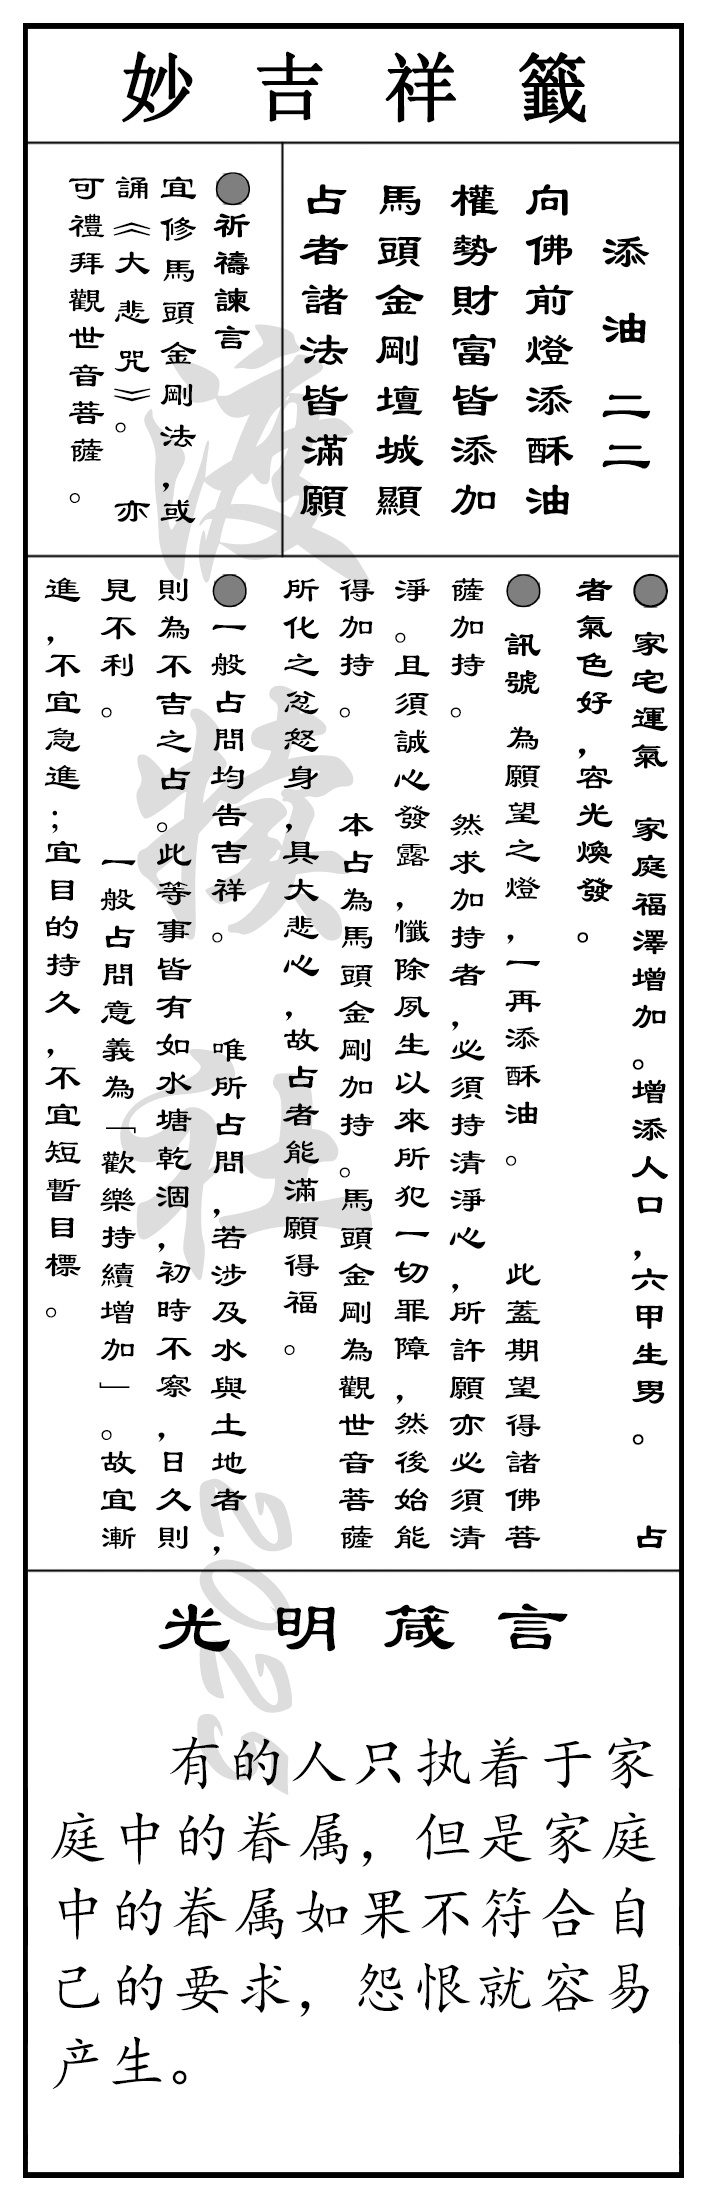 妙吉祥籤
添油 二二
向佛前燈添酥油
權勢財富皆添加
馬頭金剛壇城顯
占者諸法皆滿願
●祈禱諫言
宜修馬頭金剛法，或
誦《大悲咒》。 亦
可禮拜觀世音菩薩。
● 家宅運氣 家庭福澤增加。增添人口，六甲生男。 占
者氣色好，容光煥發。
● 訊號 為願望之燈，一再添酥油。 此蓋期望得諸佛菩
薩加持。 然求加持者，必須持清淨心，所許願亦必須清
淨。且須誠心發露，懺除夙生以來所犯一切罪障，然後始能
得加持。 本占為馬頭金剛加持。馬頭金剛為觀世音菩薩
所化之忿怒身，具大悲心，故占者能滿願得福。
●一般占問均告吉祥。 唯所占問，若涉及水與土地者，
則為不吉之占。此等事皆有如水塘乾涸，初時不察，日久則
見不利。 一般占問意義為「歡樂持續增加」。故宜漸
進，不宜急進；宜目的持久，不宜短暫目標。
光明箴言
有的人只执着于家
庭中的眷属，但是家庭
中的眷属如果不符合自
己的要求，怨恨就容易
产生。
渡犢社 2025